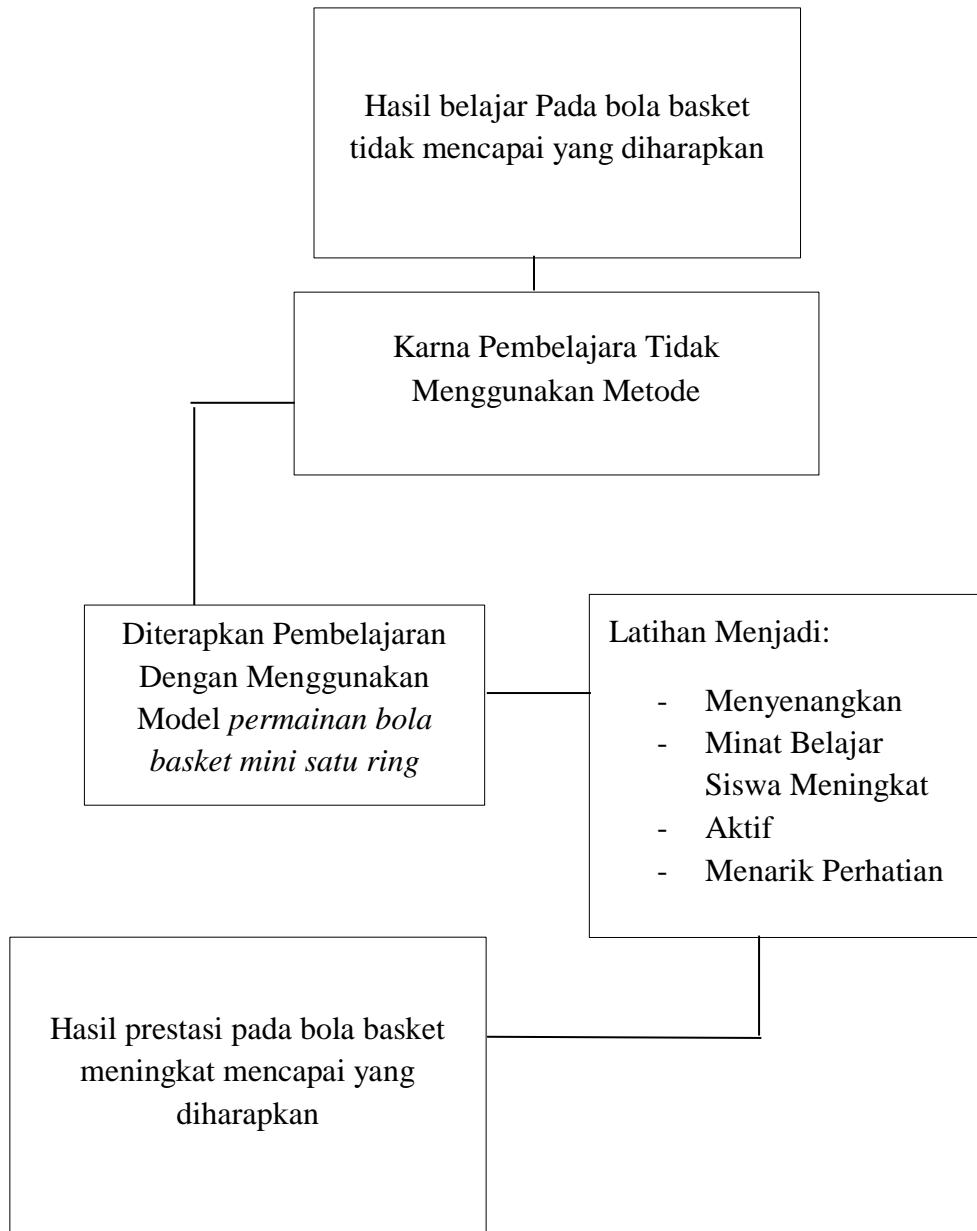 Hasil belajar Pada bola basket
tidak mencapai yang diharapkan
Karna Pembelajara Tidak
Menggunakan Metode
Diterapkan Pembelajaran
Dengan Menggunakan
Model permainan bola
basket mini satu ring
Latihan Menjadi:
- Menyenangkan
- Minat Belajar
Siswa Meningkat
- Aktif
- Menarik Perhatian
Hasil prestasi pada bola basket
meningkat mencapai yang
diharapkan